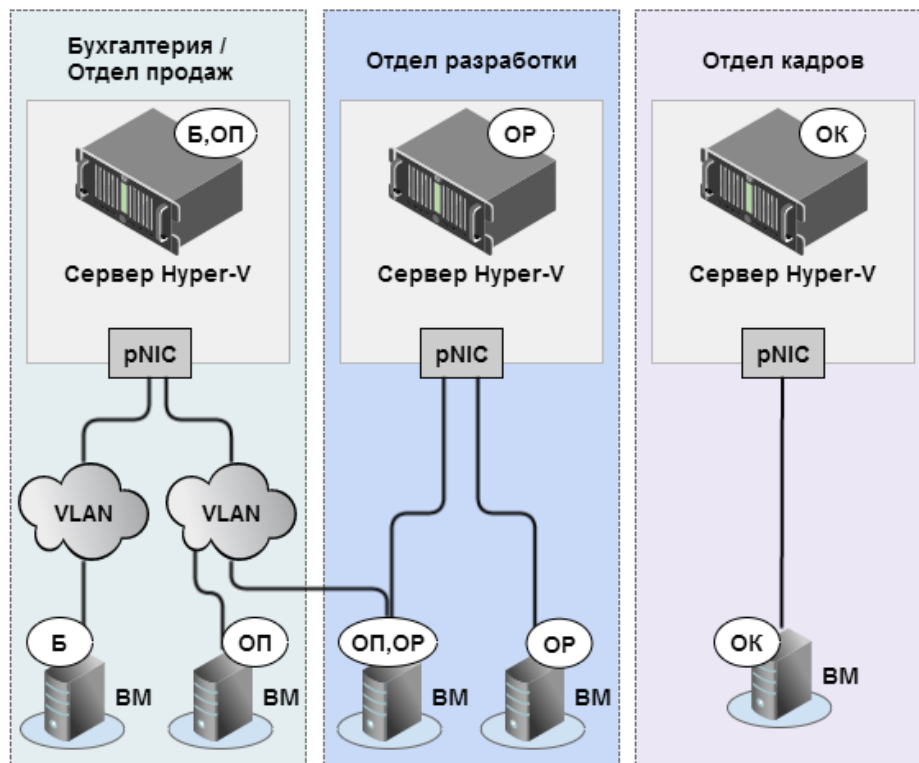 Бухгалтерия /
Отдел продаж
Отдел разработки
Отдел кадров
Б,ОП
ОР
ОК
Сервер Hyper-V
Сервер Hyper-V
Сервер Hyper-V
pNIC
pNIC
pNIC
VLAN
VLAN
Б
ОП
ОП,ОР
ОР
ОК
ВМ
ВМ
ВМ
ВМ
ВМ